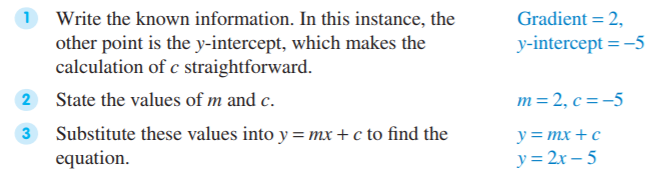 1 Write the known information. In this instance, the Gradient = 2,
other point is the y-intercept, which makes the y-intercept = –5
calculation of c straightforward.
2 State the values of m and c. m = 2, c = –5
3 Substitute these values into y = mx + c to find the y = mx + c
equation. y = 2x – 5